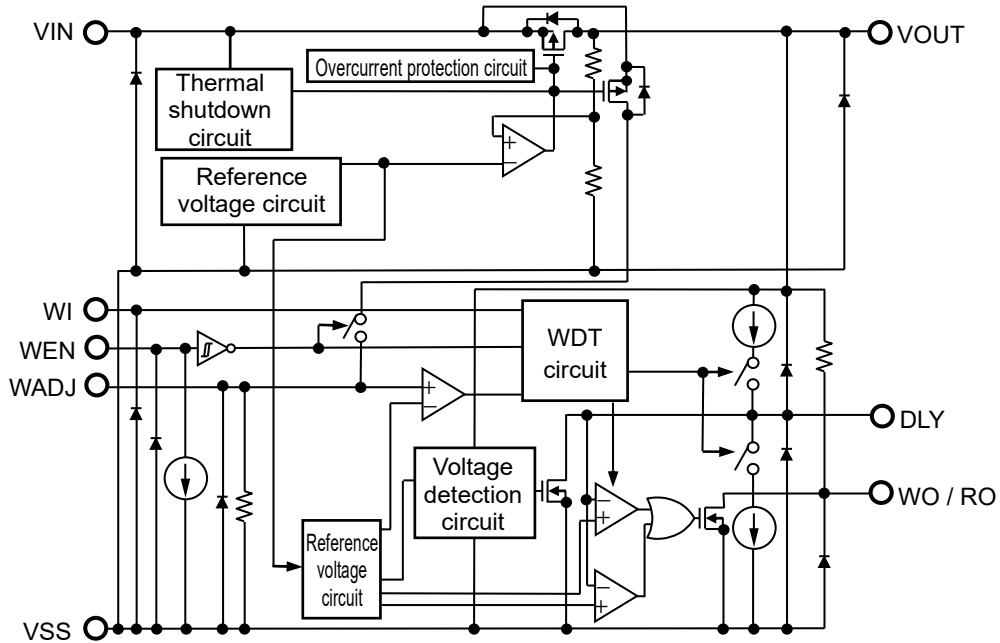 VIN
VOUT
Overcurrent protection circuit
Thermal
shutdown
circuit
+
−
Reference
voltage circuit
WI
WEN
WADJ
WDT
circuit
+
−
DLY
Voltage
detection
circuit
WO / RO
−
+
Reference
voltage
circuit
−
+
VSS